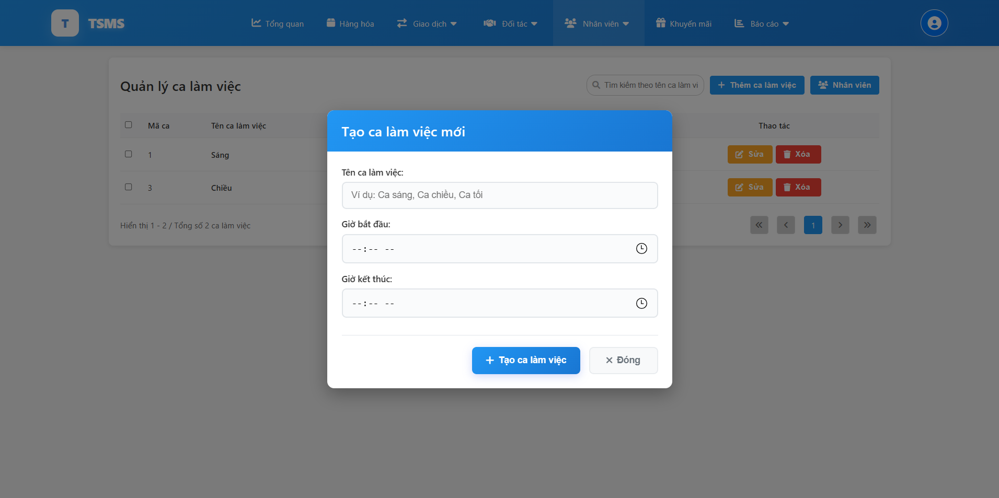 T TSMS Tổng quan Hàng hóa Giao dịch Đối tác Nhân viên Khuyến mãi Báo cáo
Quản lý ca làm việc Tìm kiếm theo tên ca làm vi Thêm ca làm việc Nhân viên
Mã ca Tên ca làm việc Thao tác
1 Sáng Sửa Xóa
3 Chiều Sửa Xóa
Hiển thị 1 - 2 / Tổng số 2 ca làm việc 1
Tạo ca làm việc mới
Tên ca làm việc:
Ví dụ: Ca sáng, Ca chiều, Ca tối
Giờ bắt đầu:
--:-- --
Giờ kết thúc:
--:-- --
Tạo ca làm việc Đóng